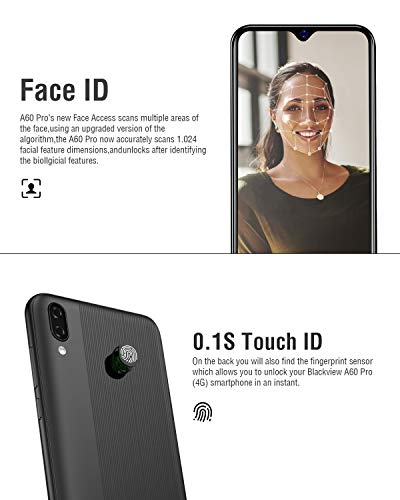 Face ID
A60 Pro's new Face Access scans multiple areas of
the face,using an upgraded version of the
algorithm,the A60 Pro now accurately scans 1.024
facial feature dimensions,andunlocks after identifying
the biollgicial features.
0.1S Touch ID
On the back you will also find the fingerprint sensor
which allows you to unlock your Blackview A60 Pro
(4G) smartphone in an instant.